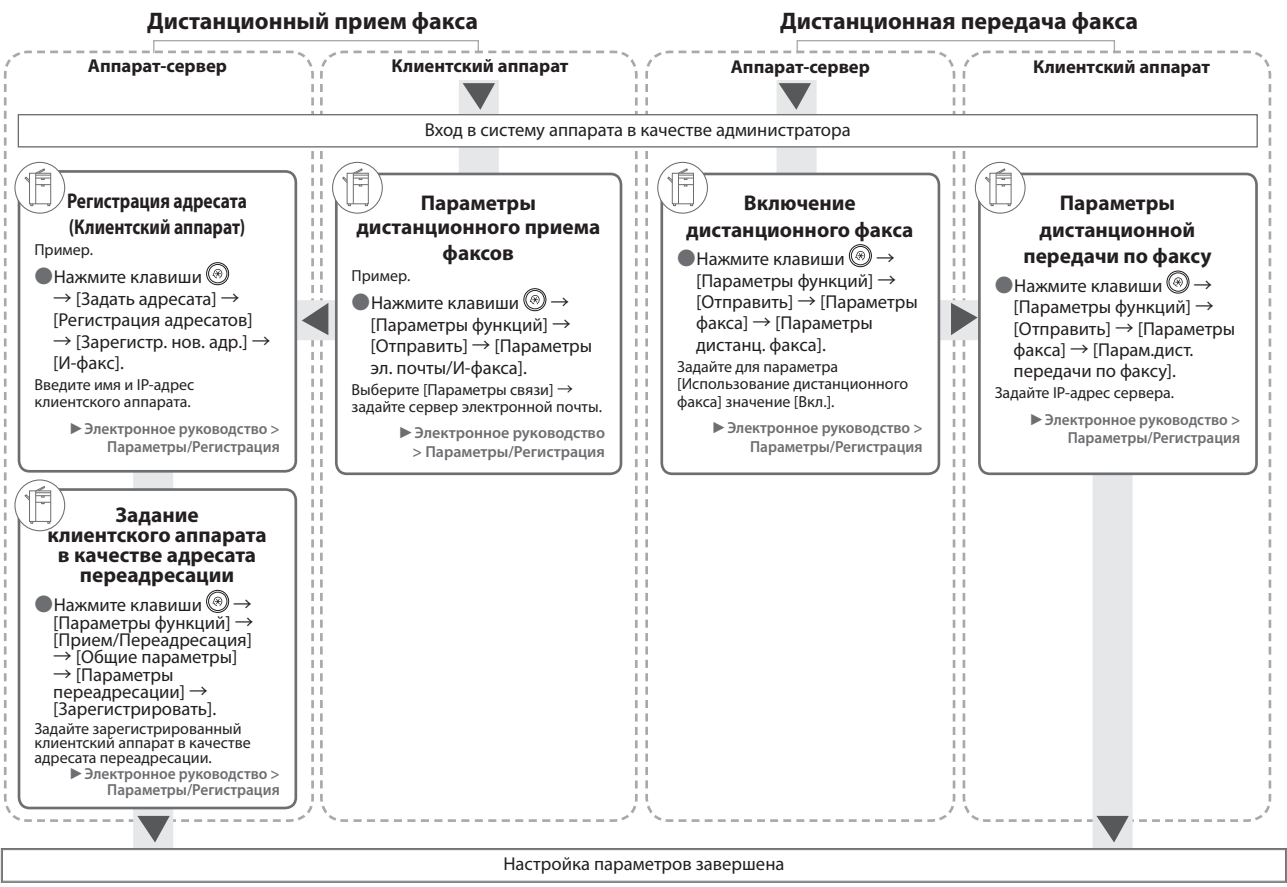 Дистанционный прием факса
Дистанционная передача факса
Аппарат-сервер
Клиентский аппарат
Аппарат-сервер
Клиентский аппарат
Вход в систему аппарата в качестве администратора
Регистрация адресата
(Клиентский аппарат)
Пример.
●Нажмите клавиши
→ [Задать адресата] →
[Регистрация адресатов]
→ [Зарегистр. нов. адр.] →
[И-факс].
Введите имя и IP-адрес
клиентского аппарата.
►Электронное руководство >
Параметры/Регистрация
Параметры
дистанционного приема
факсов
Пример.
●Нажмите клавиши →
[Параметры функций] →
[Отправить] → [Параметры
эл. почты/И-факса].
Выберите [Параметры связи] →
задайте сервер электронной почты.
►Электронное руководство
> Параметры/Регистрация
Включение
дистанционного факса
●Нажмите клавиши →
[Параметры функций] →
[Отправить] → [Параметры
факса] → [Параметры
дистанц. факса].
Задайте для параметра
[Использование дистанционного
факса] значение [Вкл.].
►Электронное руководство >
Параметры/Регистрация
Параметры
дистанционной
передачи по факсу
●Нажмите клавиши →
[Параметры функций] →
[Отправить] → [Параметры
факса] → [Парам.дист.
передачи по факсу].
Задайте IP-адрес сервера.
►Электронное руководство >
Параметры/Регистрация
Задание
клиентского аппарата
в качестве адресата
переадресации
●Нажмите клавиши →
[Параметры функций] →
[Прием/Переадресация]
→ [Общие параметры]
→ [Параметры
переадресации] →
[Зарегистрировать].
Задайте зарегистрированный
клиентский аппарат в качестве
адресата переадресации.
►Электронное руководство >
Параметры/Регистрация
Настройка параметров завершена